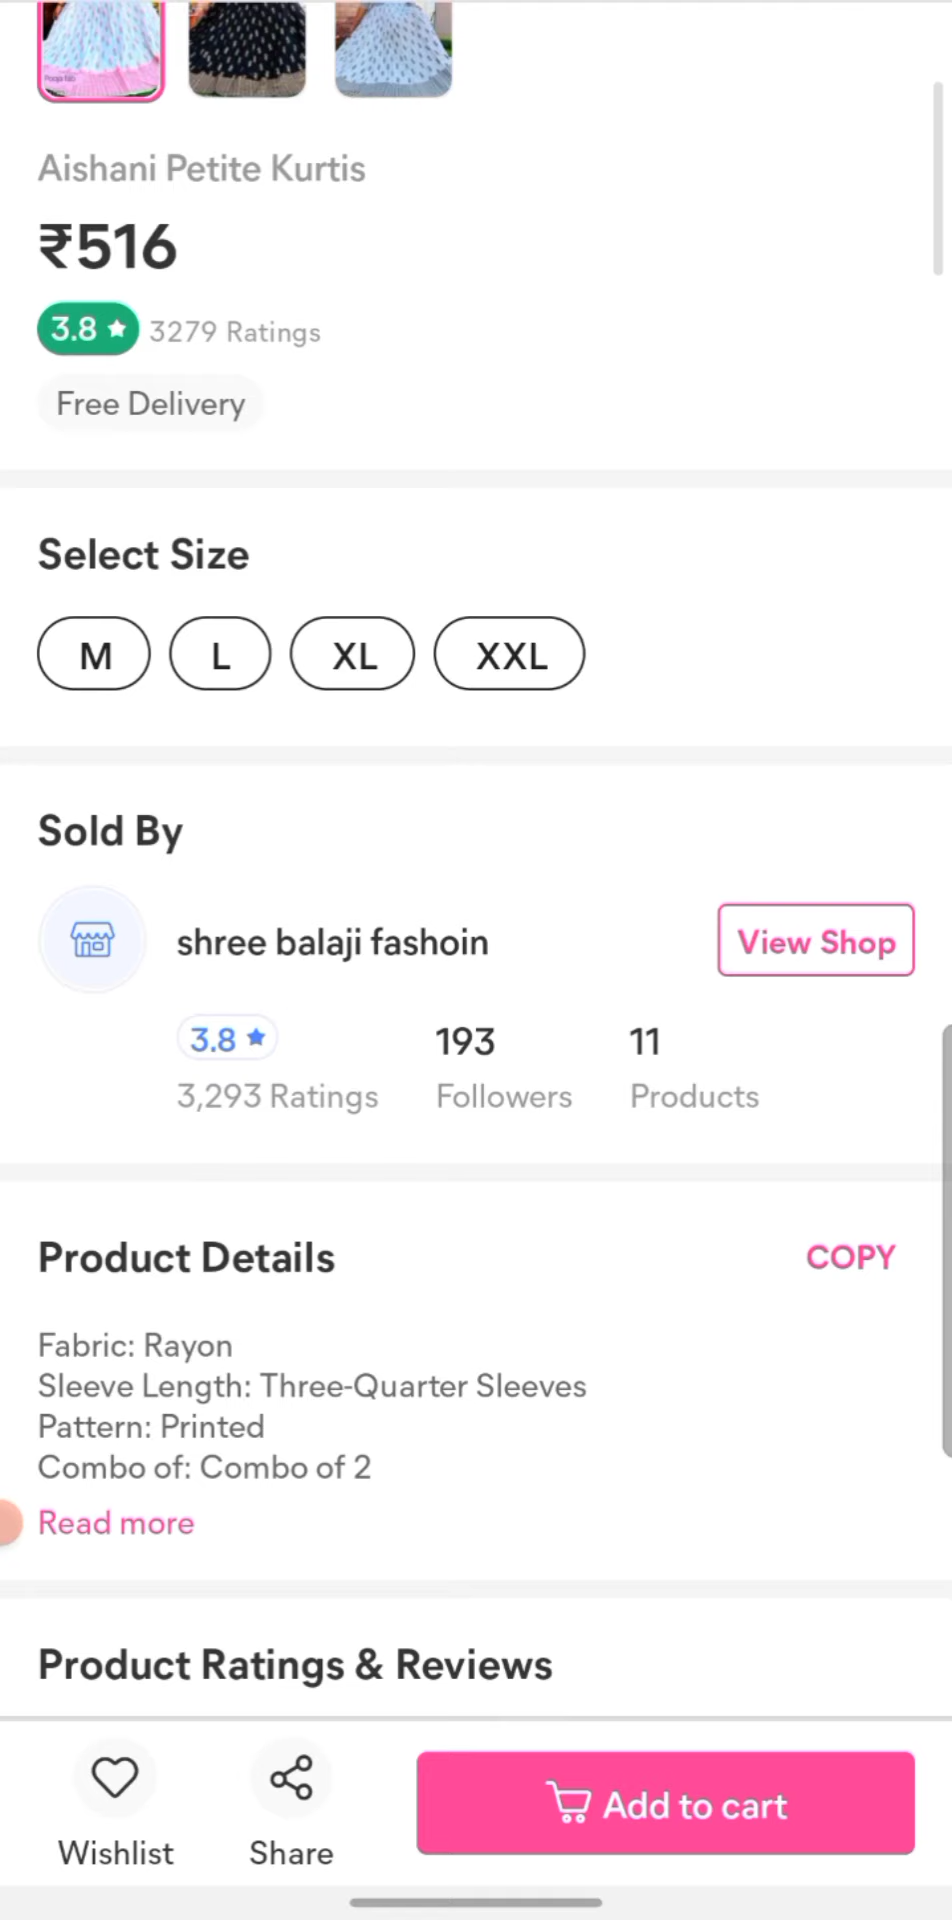 Pooja fab
Aishani Petite Kurtis
₹516
3.8 ★ 3279 Ratings
Free Delivery
Select Size
M L XL XXL
Sold By
shree balaji fashoin
View Shop
3.8 ★ 193 11
3,293 Ratings Followers Products
Product Details COPY
Fabric: Rayon
Sleeve Length: Three-Quarter Sleeves
Pattern: Printed
Combo of: Combo of 2
Read more
Product Ratings & Reviews
Add to cart
Wishlist Share